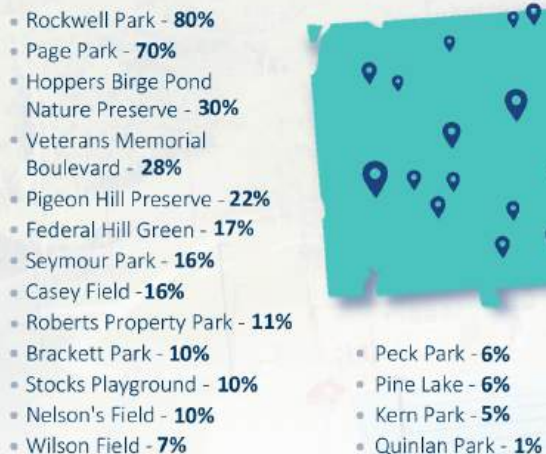 • Rockwell Park - 80%
• Page Park - 70%
• Hoppers Birge Pond
Nature Preserve - 30%
• Veterans Memorial
Boulevard - 28%
• Pigeon Hill Preserve - 22%
• Federal Hill Green - 17%
• Seymour Park - 16%
• Casey Field -16%
• Roberts Property Park - 11%
• Brackett Park - 10%
• Stocks Playground - 10%
• Nelson's Field - 10%
• Wilson Field - 7%
• Peck Park - 6%
• Pine Lake - 6%
• Kern Park - 5%
• Quinlan Park - 1%